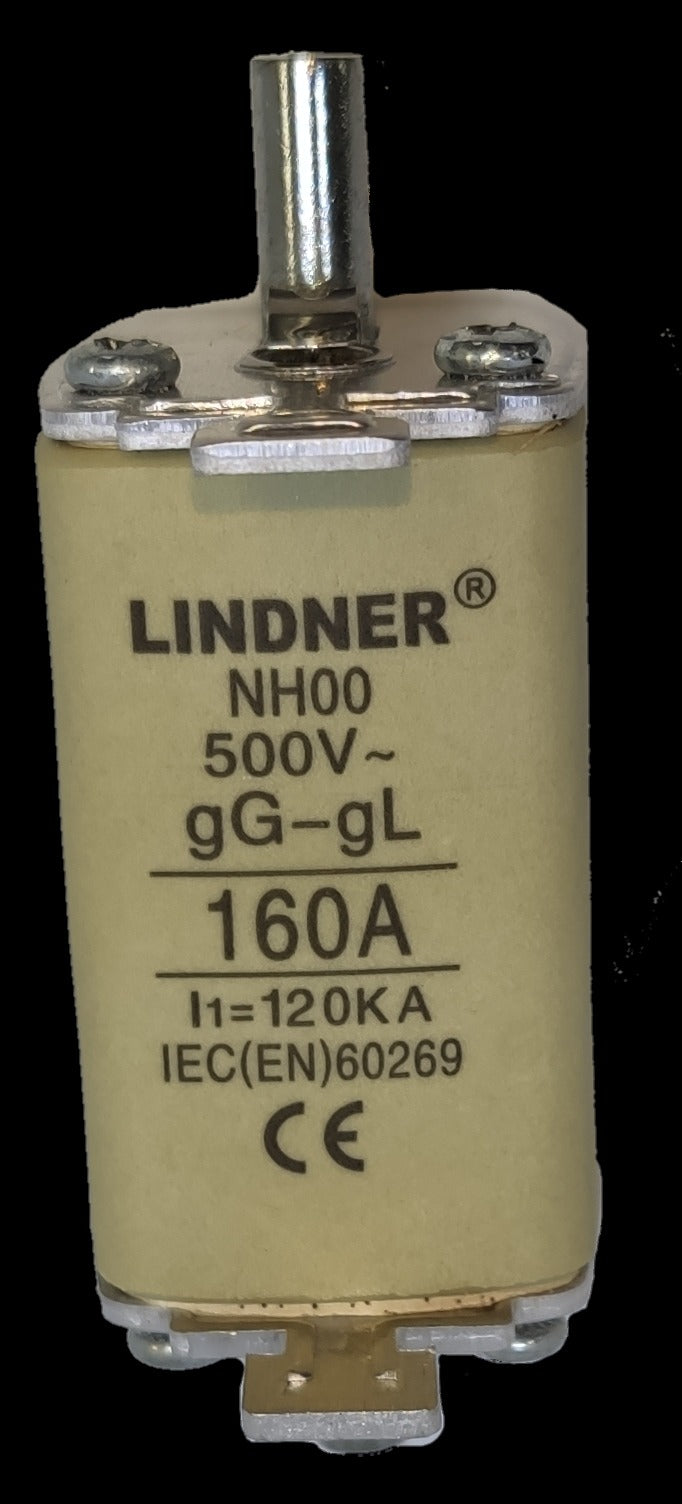 LINDNER®
NH00
500V~
gG-gL
160A
I1=120KA
IEC(EN)60269
CE